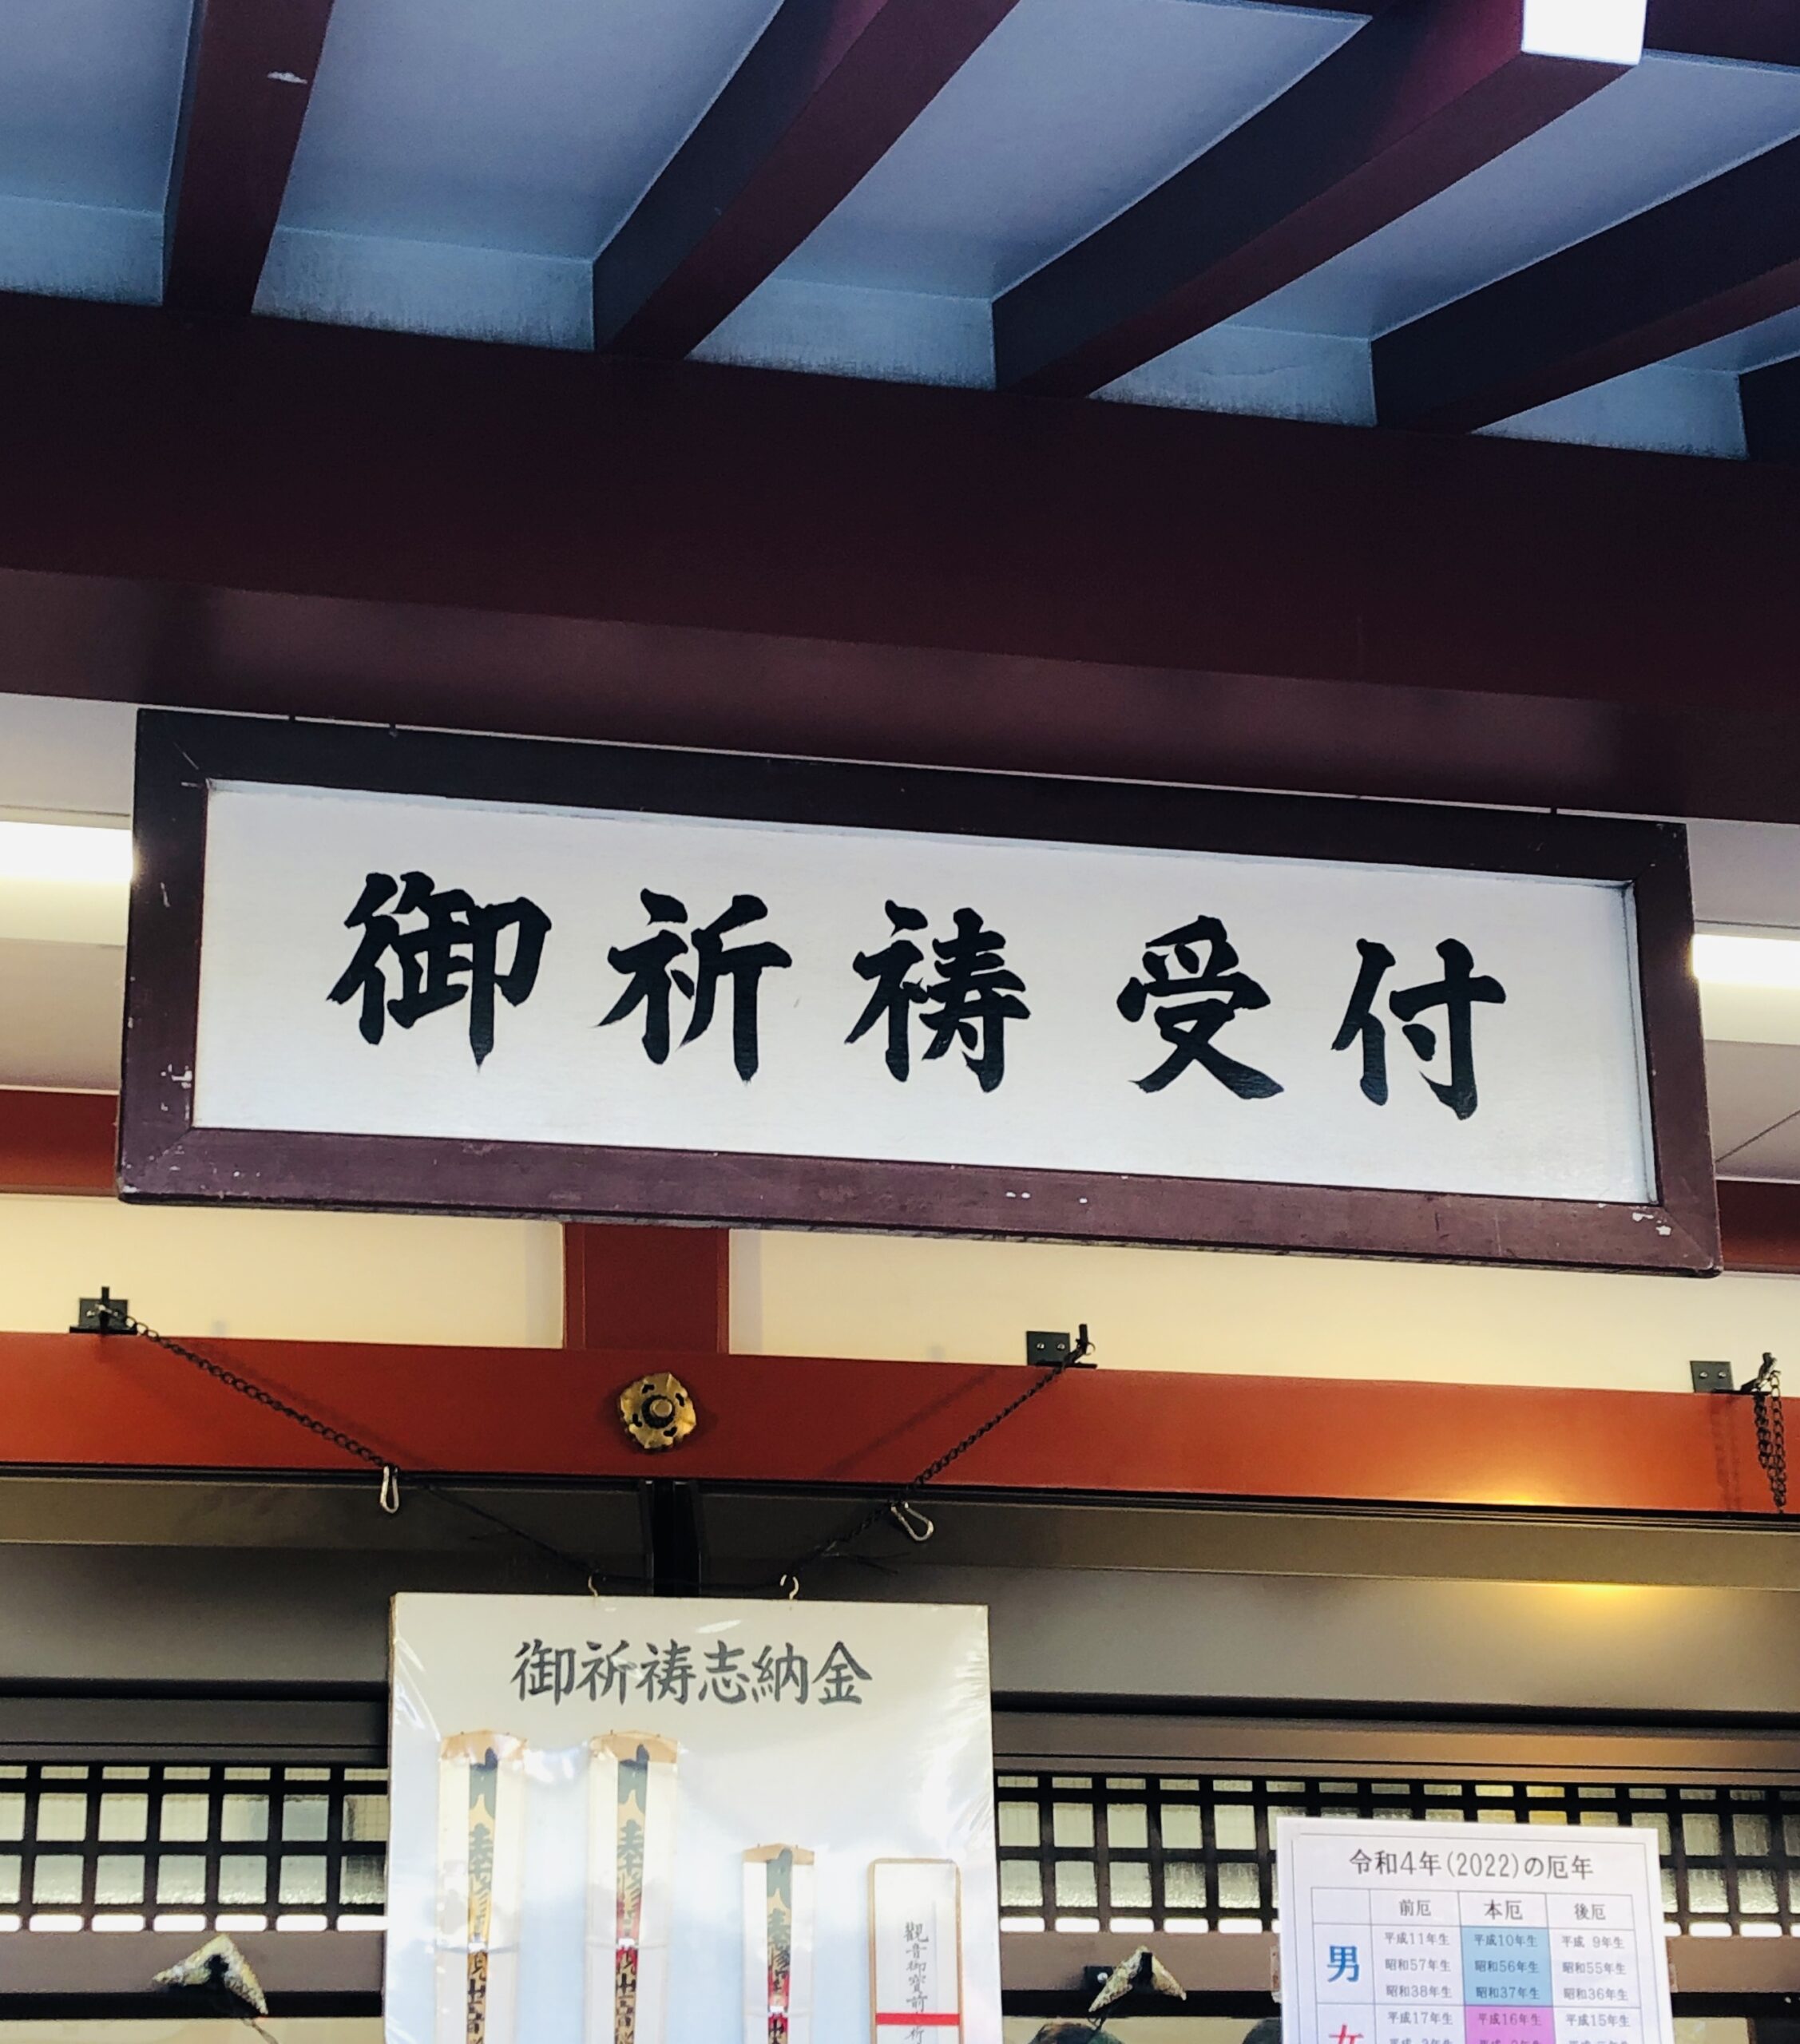 御祈祷受付
御祈祷志納金
觀音御寳前
令和4年(2022)の厄年
前厄 本厄 後厄
男 平成11年生 平成10年生 平成 9年生
昭和57年生 昭和56年生 昭和55年生
昭和38年生 昭和37年生 昭和36年生
平成17年生 平成16年生 平成15年生